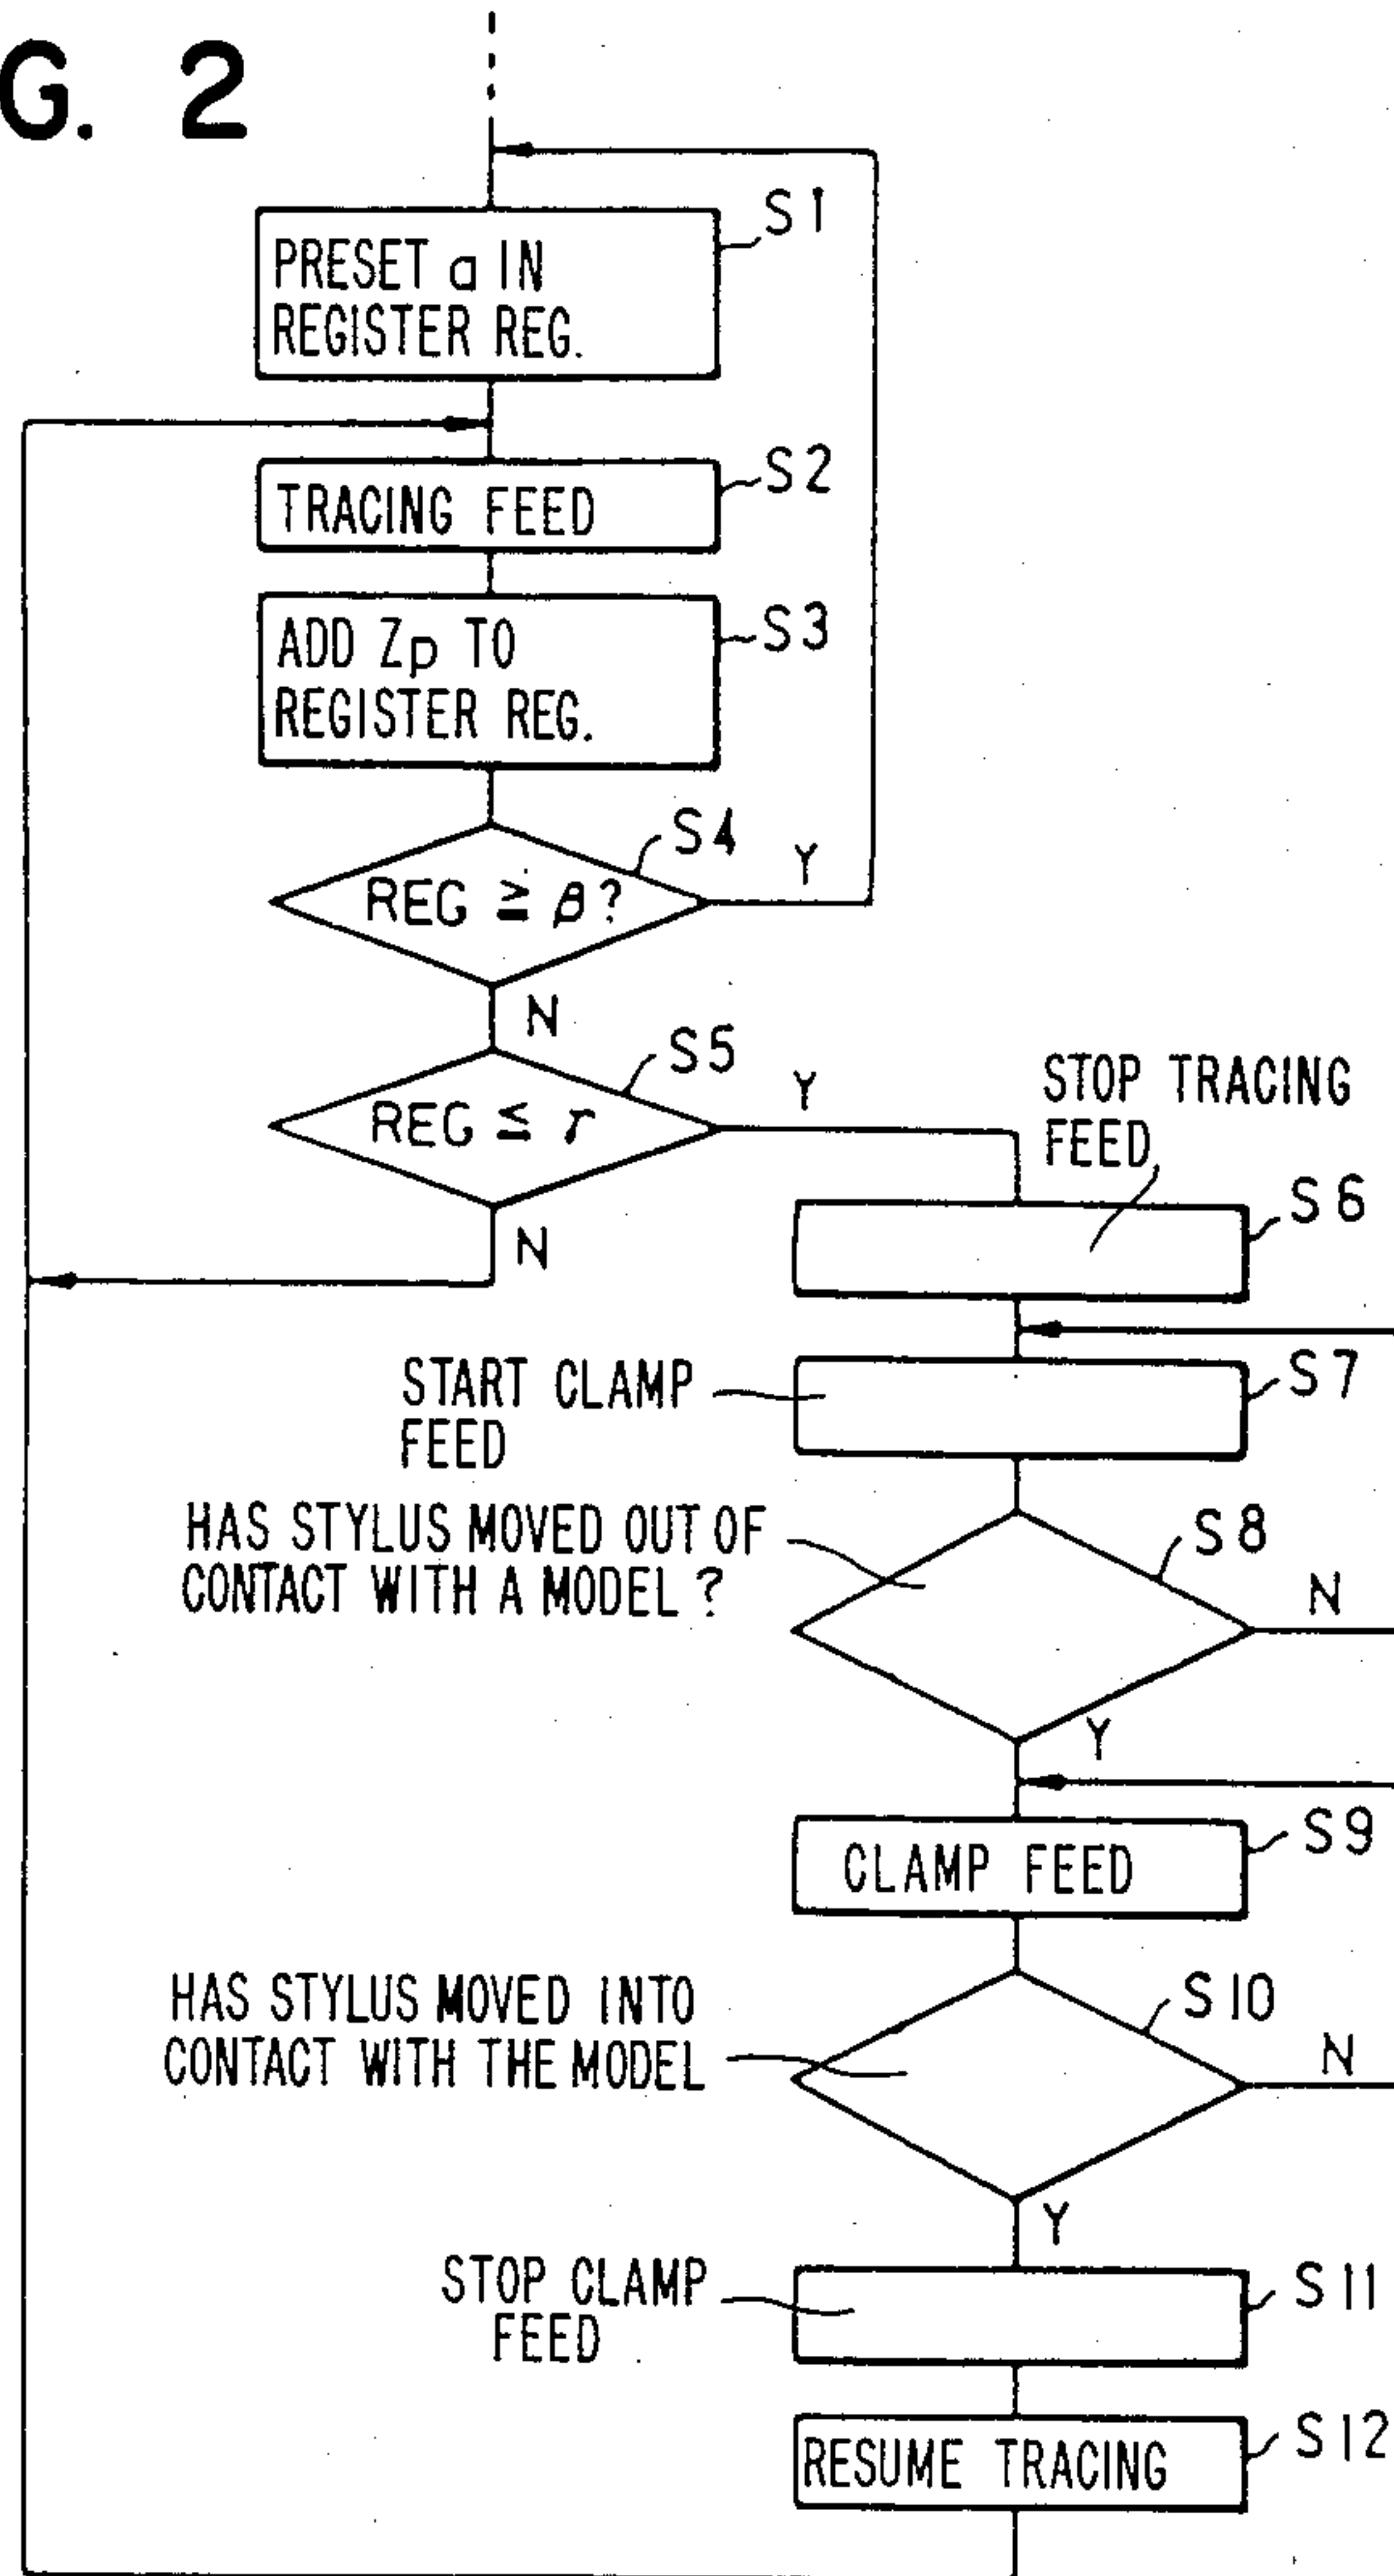 G. 2
S1
PRESET a IN
REGISTER REG.
S2
TRACING FEED
S3
ADD Zp TO
REGISTER REG.
S4
REG ≧ β?
Y
N
S5
REG ≦ γ
Y
N
STOP TRACING
FEED
S6
START CLAMP
FEED
S7
HAS STYLUS MOVED OUT OF
CONTACT WITH A MODEL?
S8
N
Y
S9
CLAMP FEED
HAS STYLUS MOVED INTO
CONTACT WITH THE MODEL
S10
N
Y
STOP CLAMP
FEED
S11
S12
RESUME TRACING